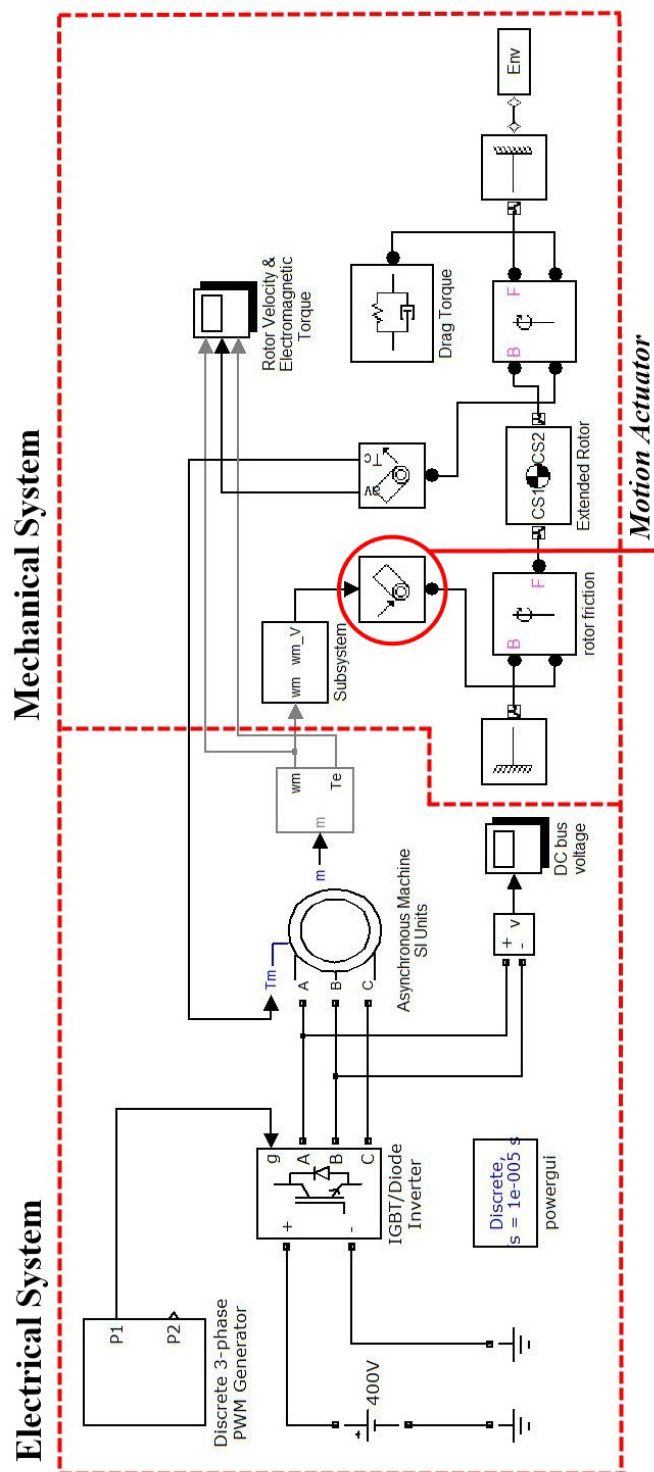 Electrical System
Mechanical System
P1
P2
Discrete 3-phase
PWM Generator
400V
+
+
-
g
A
B
C
IGBT/Diode
Inverter
Discrete,
s = 1e-005 s
powergui
Tm
A
B
C
m
Asynchronous Machine
SI Units
m
wm
Te
+
-
v
DC bus
voltage
wm
wm_V
Subsystem
B
F
rotor friction
av
Tc
CS1
CS2
Extended Rotor
Rotor Velocity &
Electromagnetic
Torque
Drag Torque
B
F
Env
Motion Actuator